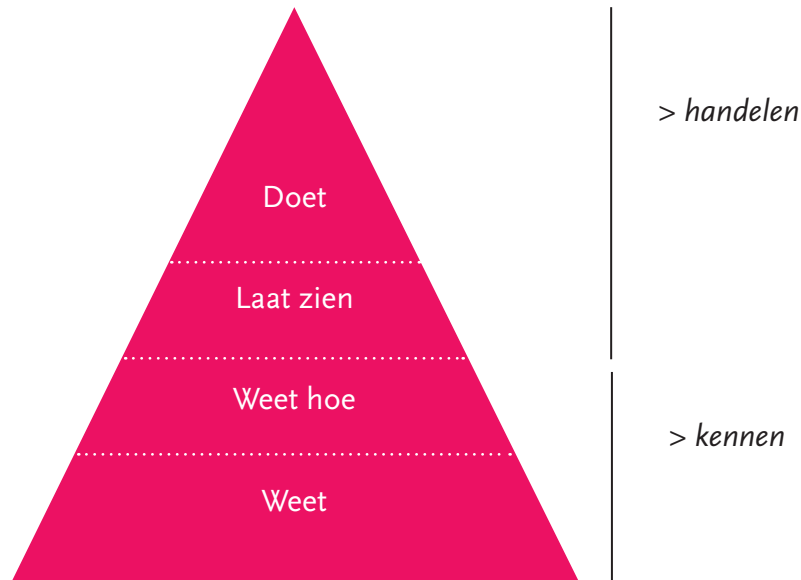 > handelen
Doet
Laat zien
Weet hoe
> kennen
Weet